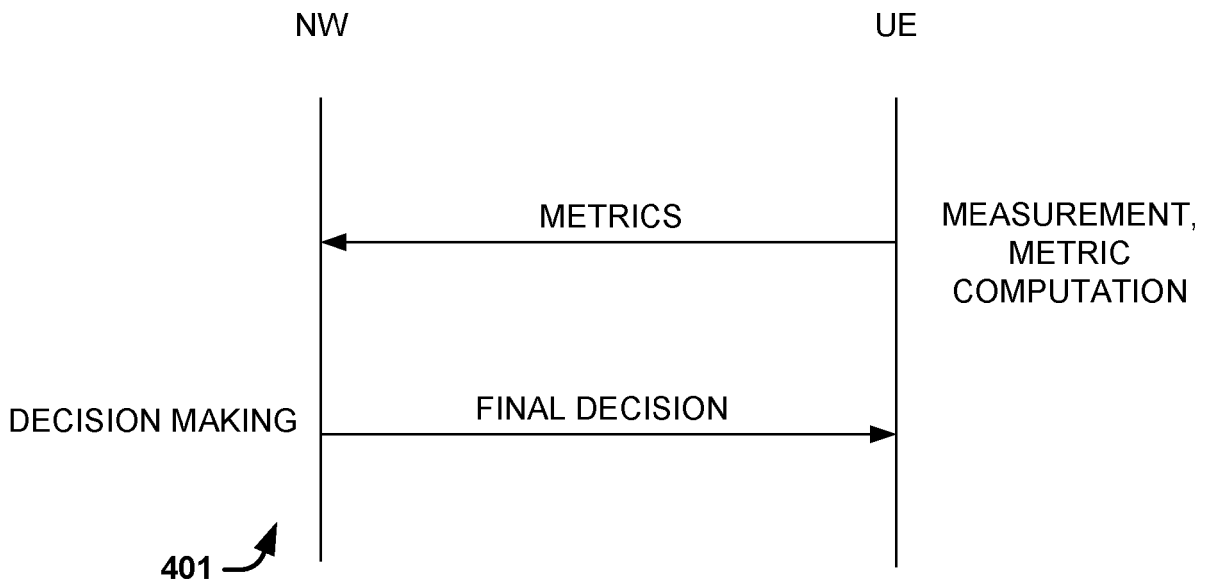 NW
UE
METRICS
MEASUREMENT,
METRIC
COMPUTATION
DECISION MAKING
FINAL DECISION
401